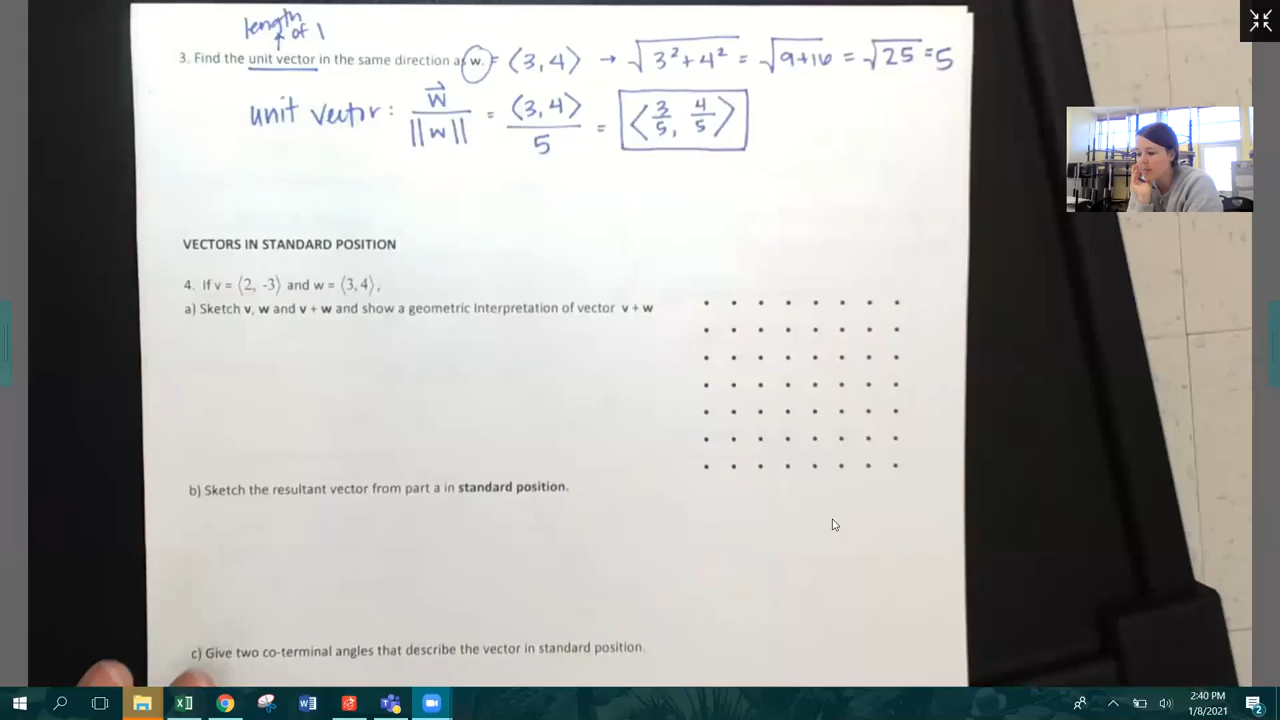 length of 1
3. Find the unit vector in the same direction as w. = ⟨3, 4⟩ → √3² + 4² = √9+16 = √25 = 5
unit vector: w⃗ / ||w|| = ⟨3, 4⟩ / 5 = ⟨3/5, 4/5⟩
VECTORS IN STANDARD POSITION
4. If v = ⟨2, -3⟩ and w = ⟨3, 4⟩,
a) Sketch v, w and v + w and show a geometric interpretation of vector v + w
b) Sketch the resultant vector from part a in standard position.
c) Give two co-terminal angles that describe the vector in standard position.
2:40 PM
1/8/2021
2